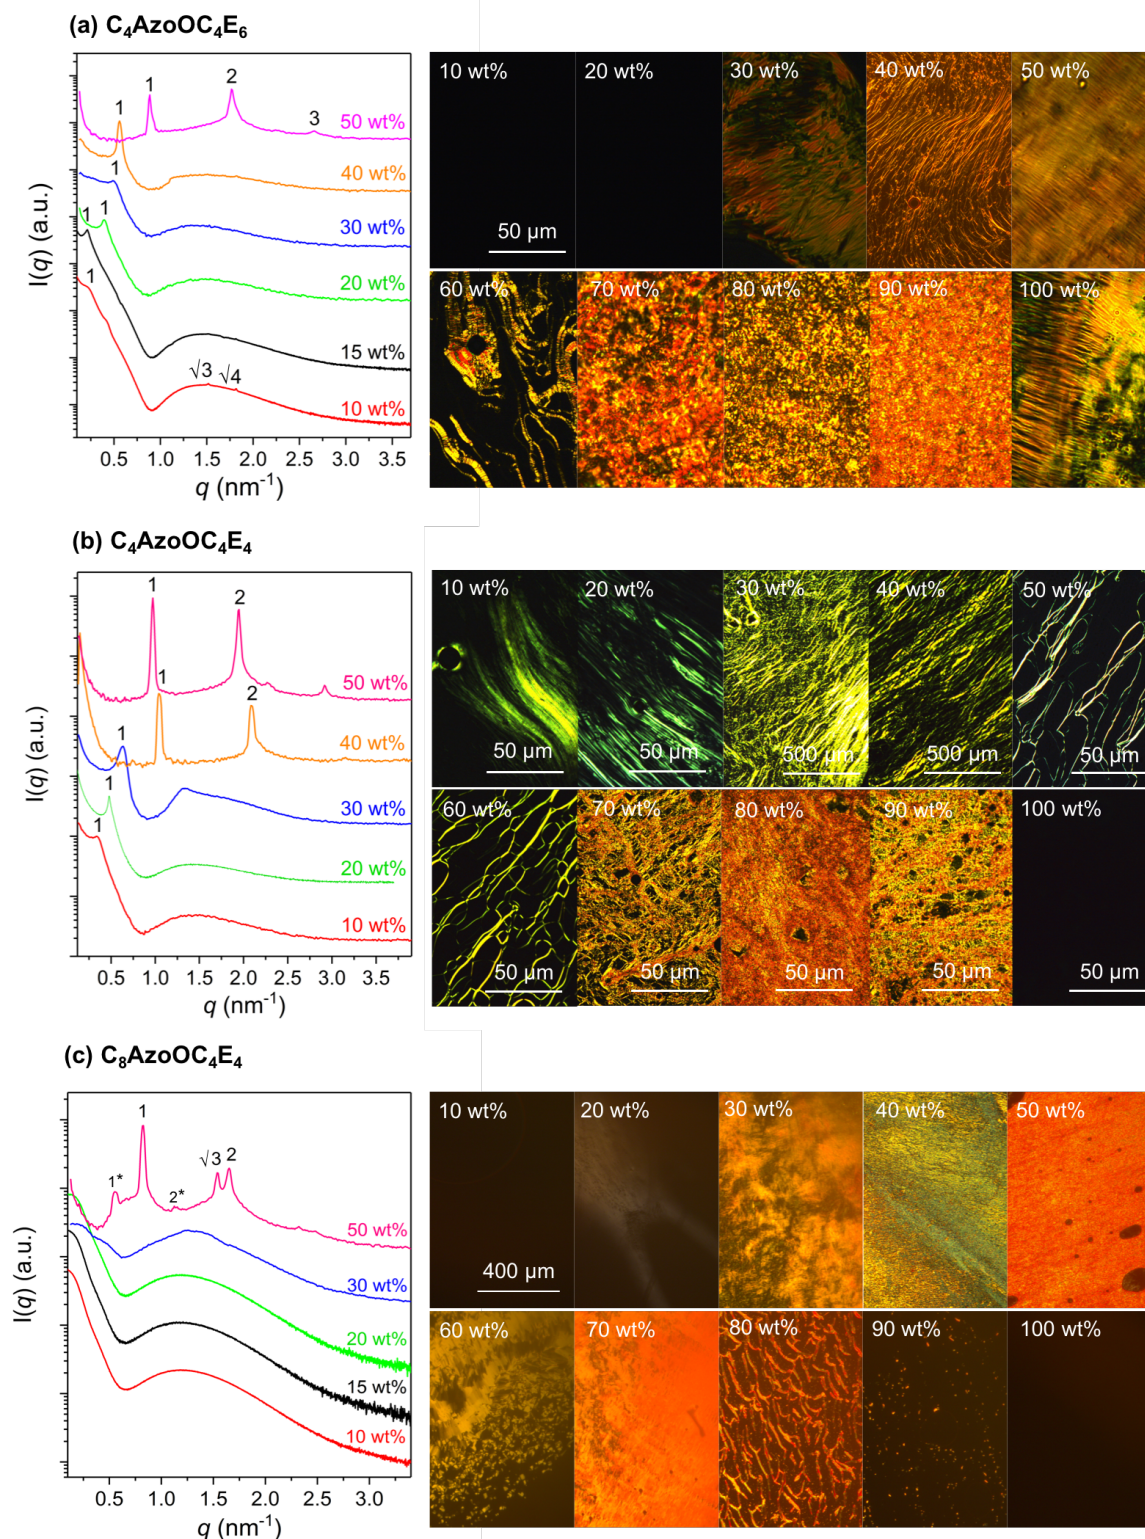 (a) C₄AzoOC₄E₆
I(q) (a.u.)
1 2
1 3
50 wt%
1
40 wt%
1
30 wt%
1 1
20 wt%
1
15 wt%
√3 √4
10 wt%
0.5 1.0 1.5 2.0 2.5 3.0 3.5
q (nm⁻¹)
10 wt% 20 wt% 30 wt% 40 wt% 50 wt%
50 µm
60 wt% 70 wt% 80 wt% 90 wt% 100 wt%
(b) C₄AzoOC₄E₄
I(q) (a.u.)
1 2
50 wt%
1 2
40 wt%
1
30 wt%
1
20 wt%
1
10 wt%
0.5 1.0 1.5 2.0 2.5 3.0 3.5
q (nm⁻¹)
10 wt% 20 wt% 30 wt% 40 wt% 50 wt%
50 µm 50 µm 500 µm 500 µm 50 µm
60 wt% 70 wt% 80 wt% 90 wt% 100 wt%
50 µm 50 µm 50 µm 50 µm 50 µm
(c) C₈AzoOC₄E₄
I(q) (a.u.)
1
√3 2
1* 2*
50 wt%
30 wt%
20 wt%
15 wt%
10 wt%
0.5 1.0 1.5 2.0 2.5 3.0
q (nm⁻¹)
10 wt% 20 wt% 30 wt% 40 wt% 50 wt%
400 µm
60 wt% 70 wt% 80 wt% 90 wt% 100 wt%